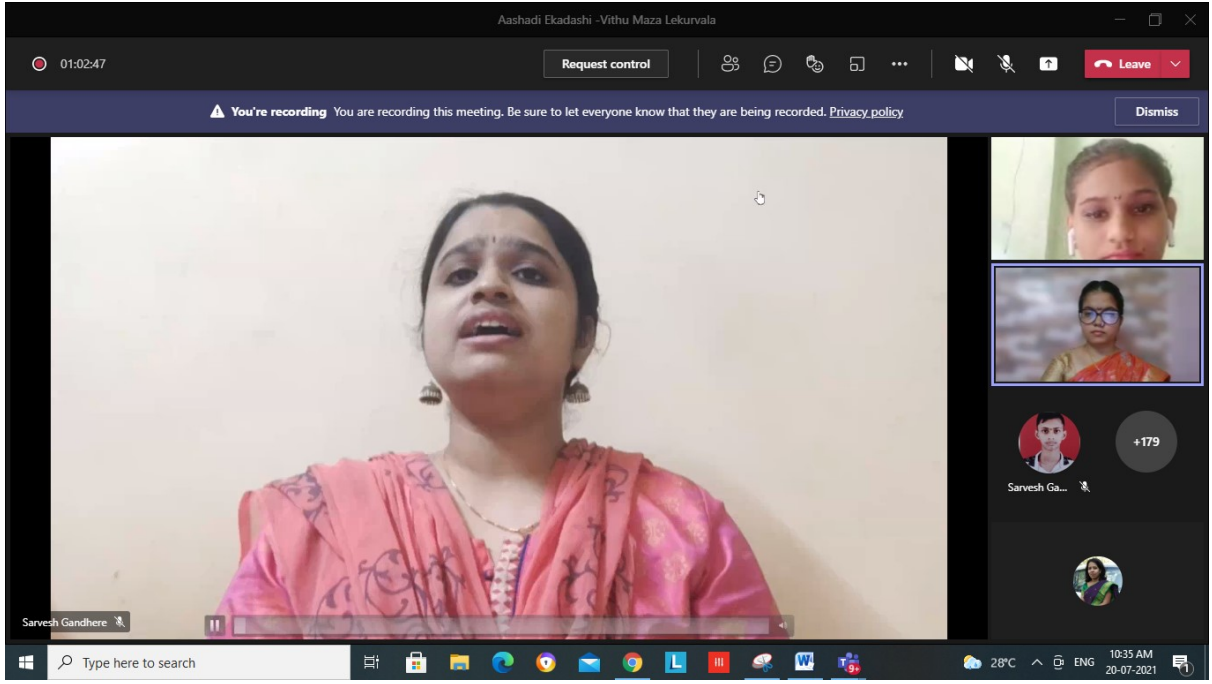 Aashadi Ekadashi -Vithu Maza Lekurvala
01:02:47
Request control
Leave
You're recording You are recording this meeting. Be sure to let everyone know that they are being recorded. Privacy policy
Dismiss
+179
Sarvesh Ga...
Sarvesh Gandhere
Type here to search
L
W
T
9+
28°C
ENG
10:35 AM
20-07-2021
1